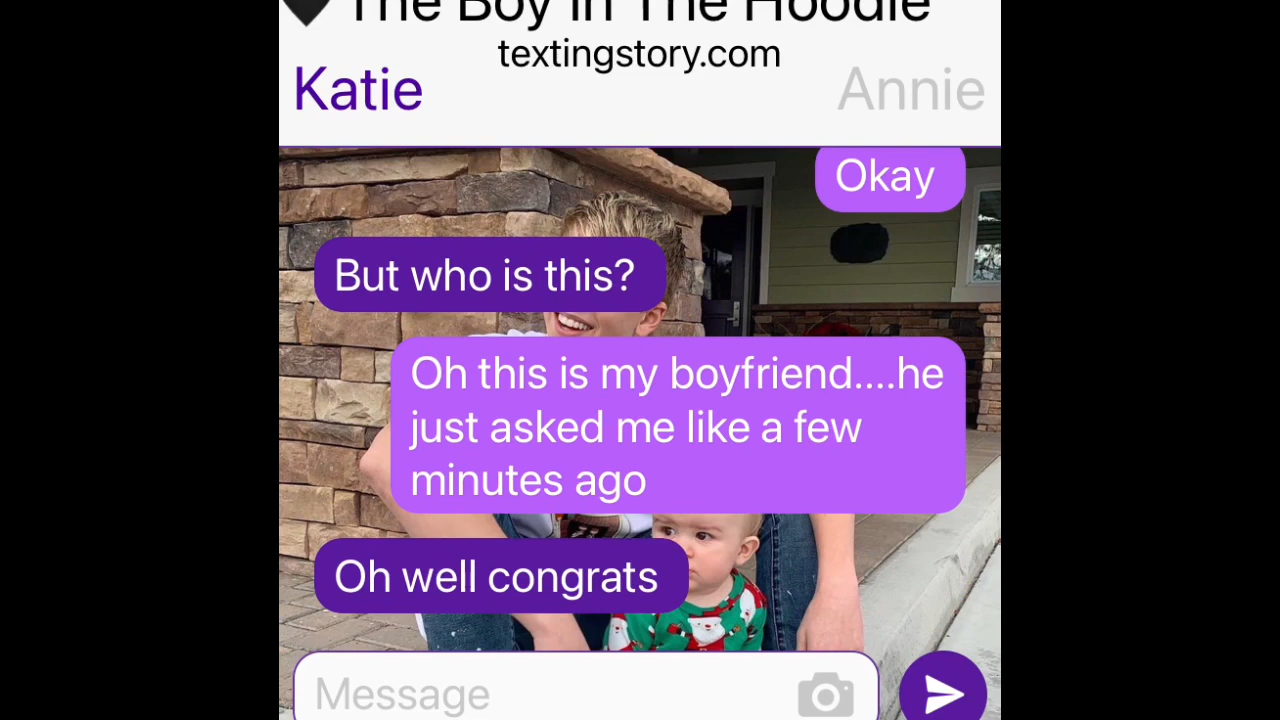 The Boy In The Hoodie
textingstory.com
Katie
Annie
Okay
But who is this?
Oh this is my boyfriend....he
just asked me like a few
minutes ago
Oh well congrats
Message